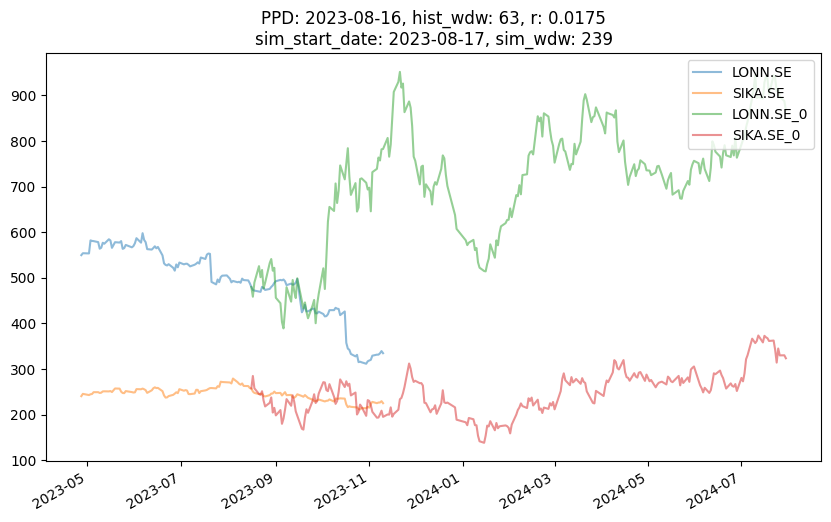 PPD: 2023-08-16, hist_wdw: 63, r: 0.0175
sim_start_date: 2023-08-17, sim_wdw: 239
LONN.SE
SIKA.SE
LONN.SE_0
SIKA.SE_0
900
800
700
600
500
400
300
200
100
2023-05
2023-07
2023-09
2023-11
2024-01
2024-03
2024-05
2024-07